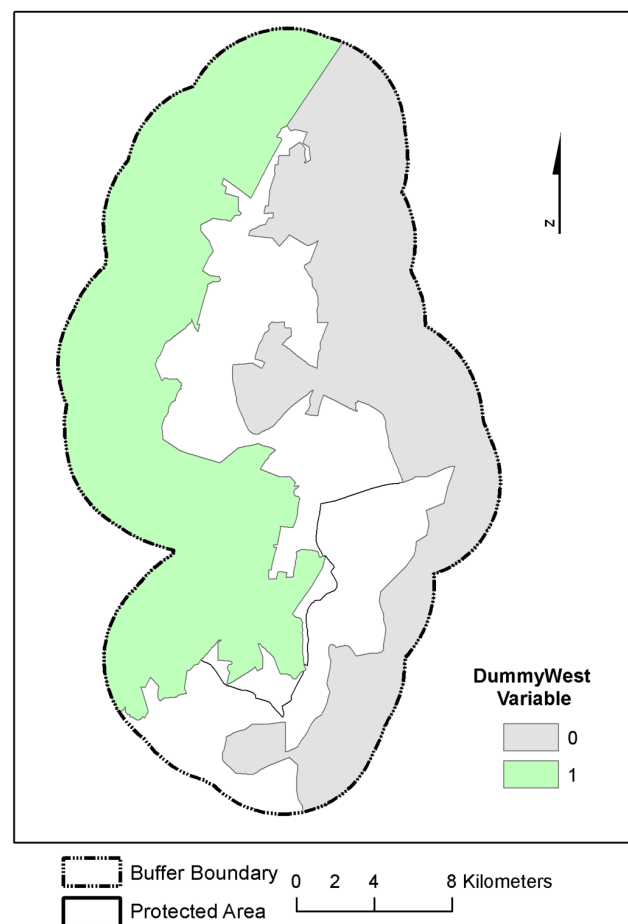 N
DummyWest
Variable
0
1
Buffer Boundary
Protected Area
0 2 4 8 Kilometers